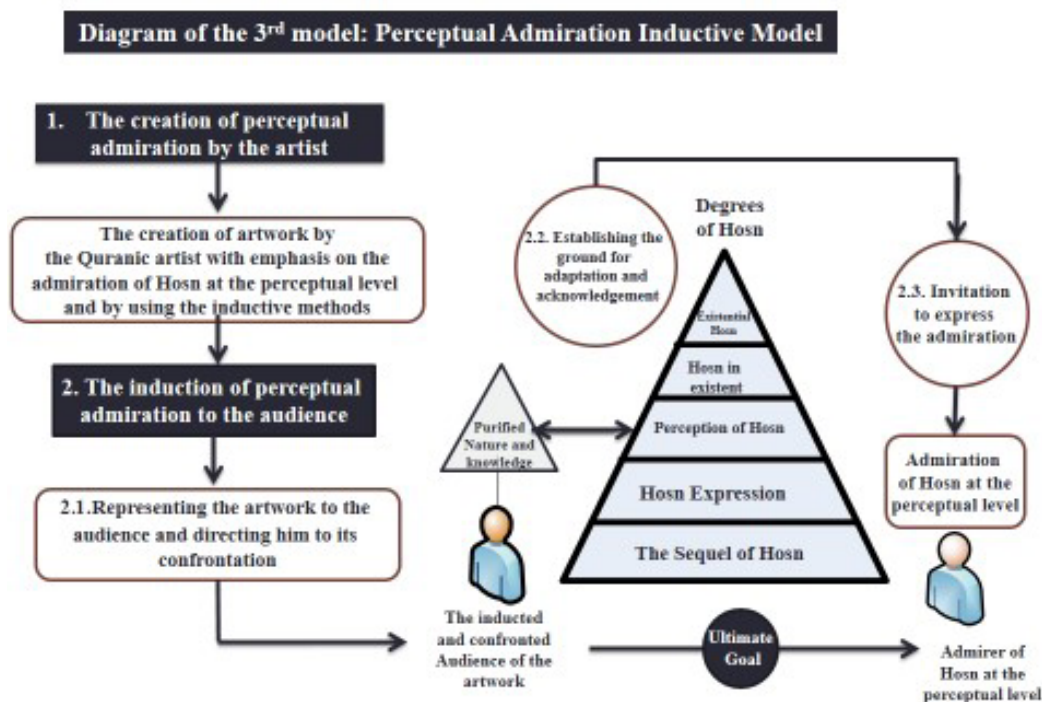 Diagram of the 3rd model: Perceptual Admiration Inductive Model
1. The creation of perceptual
admiration by the artist
The creation of artwork by
the Quranic artist with emphasis on the
admiration of Hosn at the perceptual level
and by using the inductive methods
2. The induction of perceptual
admiration to the audience
2.1.Representing the artwork to the
audience and directing him to its
confrontation
The inducted
and confronted
Audience of the
artwork
Purified
Nature and
knowledge
2.2. Establishing the
ground for
adaptation and
acknowledgement
Degrees
of Hosn
Existential
Hosn
Hosn in
existent
Perception of Hosn
Hosn Expression
The Sequel of Hosn
2.3. Invitation
to express
the admiration
Admiration
of Hosn at the
perceptual level
Ultimate
Goal
Admirer of
Hosn at the
perceptual level